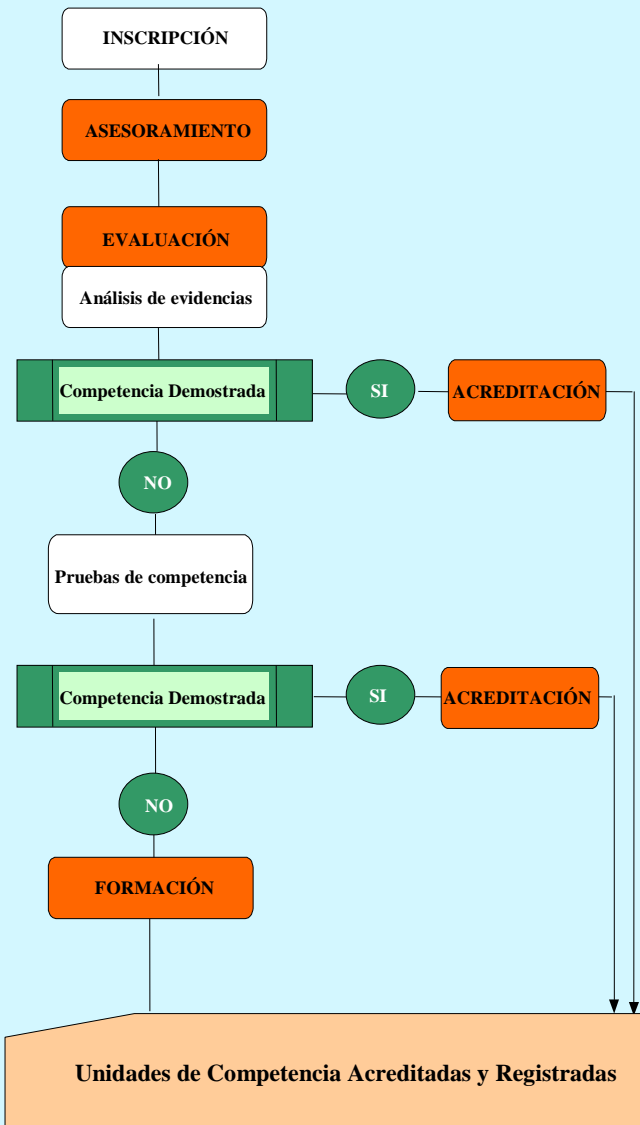 INSCRIPCIÓN
ASESORAMIENTO
EVALUACIÓN
Análisis de evidencias
Competencia Demostrada
SI
ACREDITACIÓN
NO
Pruebas de competencia
Competencia Demostrada
SI
ACREDITACIÓN
NO
FORMACIÓN
Unidades de Competencia Acreditadas y Registradas